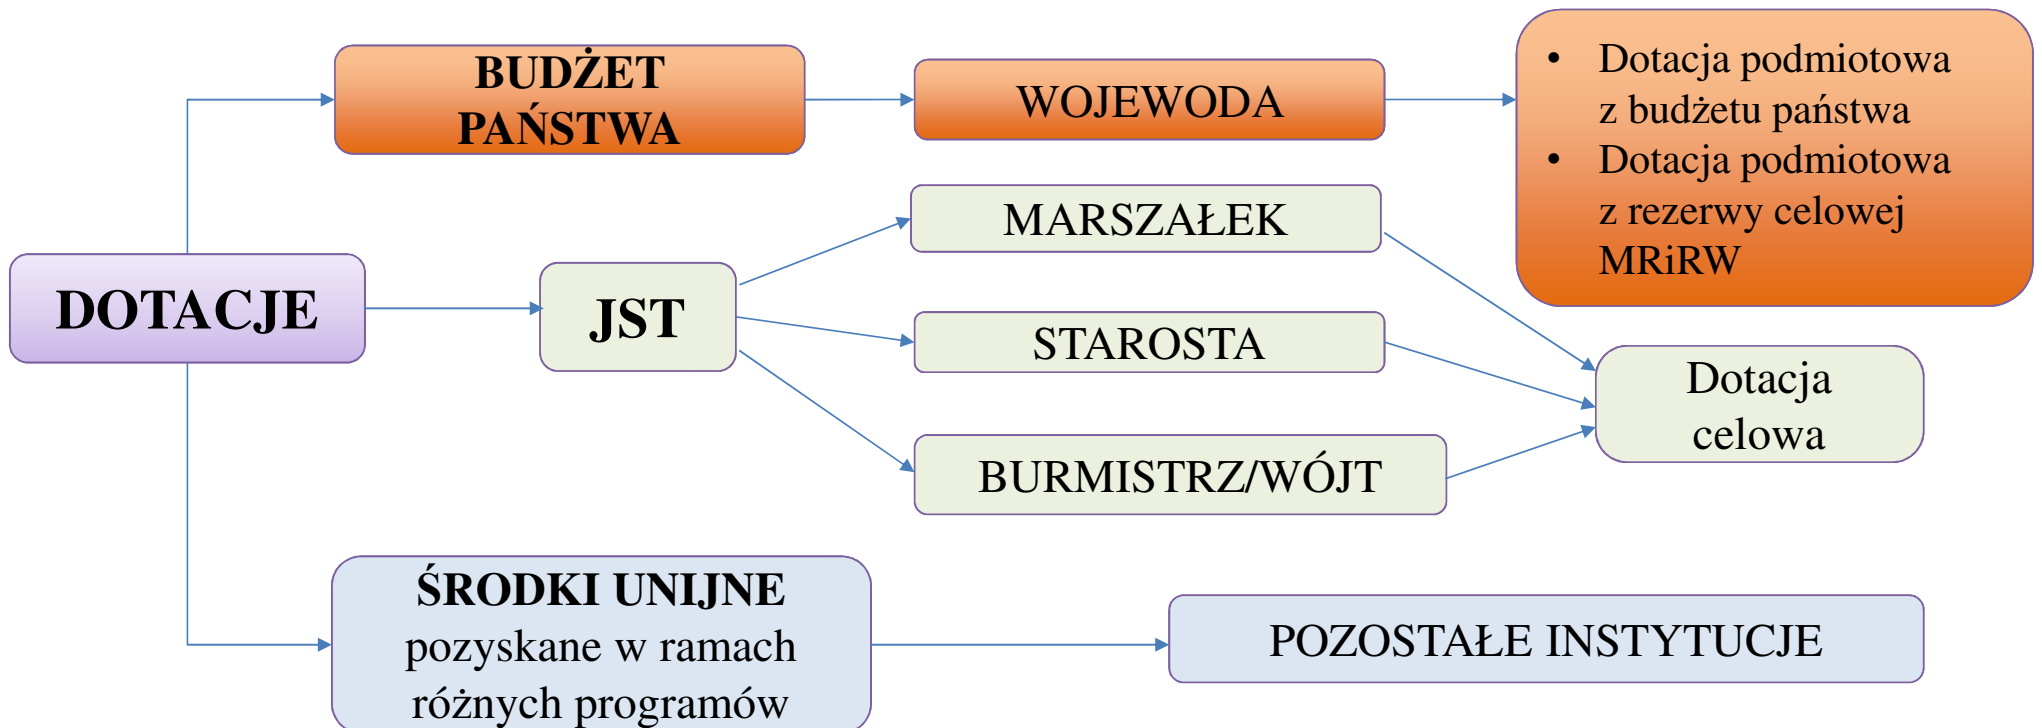 DOTACJE
BUDŻET
PAŃSTWA
WOJEWODA
• Dotacja podmiotowa
z budżetu państwa
• Dotacja podmiotowa
z rezerwy celowej
MRiRW
JST
MARSZAŁEK
STAROSTA
BURMISTRZ/WÓJT
Dotacja
celowa
ŚRODKI UNIJNE
pozyskane w ramach
różnych programów
POZOSTAŁE INSTYTUCJE